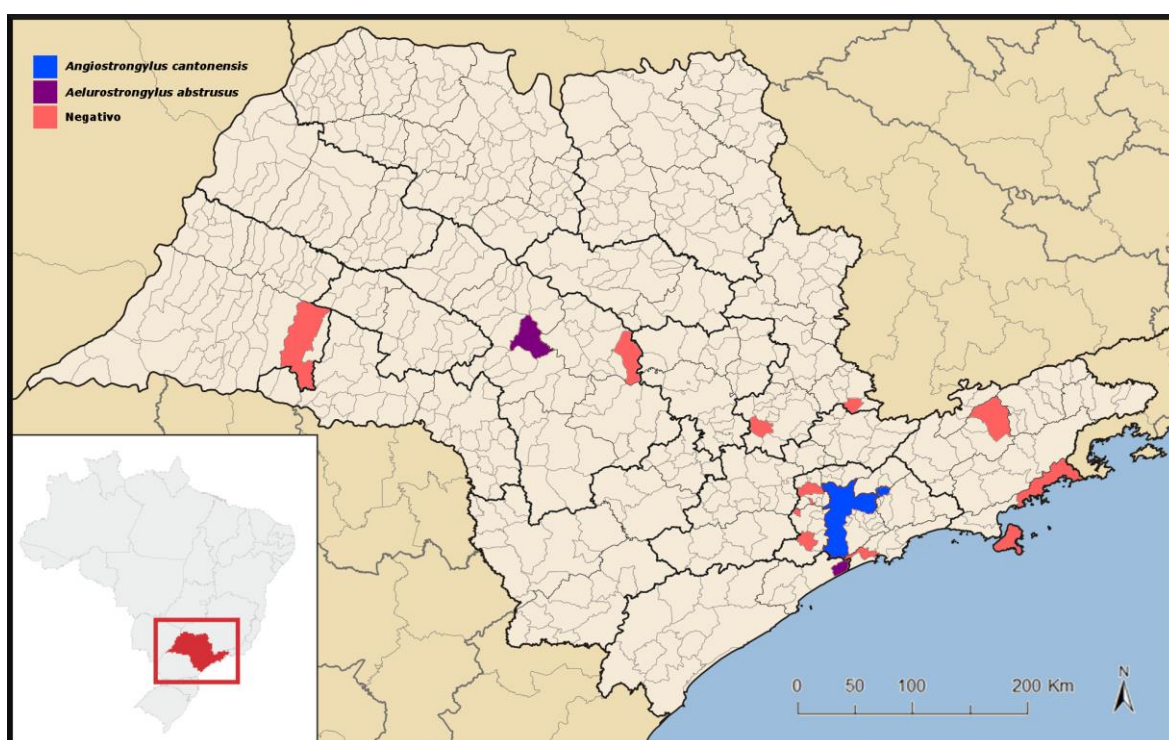 Angiostrongylus cantonensis
Aelurostrongylus abstrusus
Negativo
N
0 50 100 200 Km